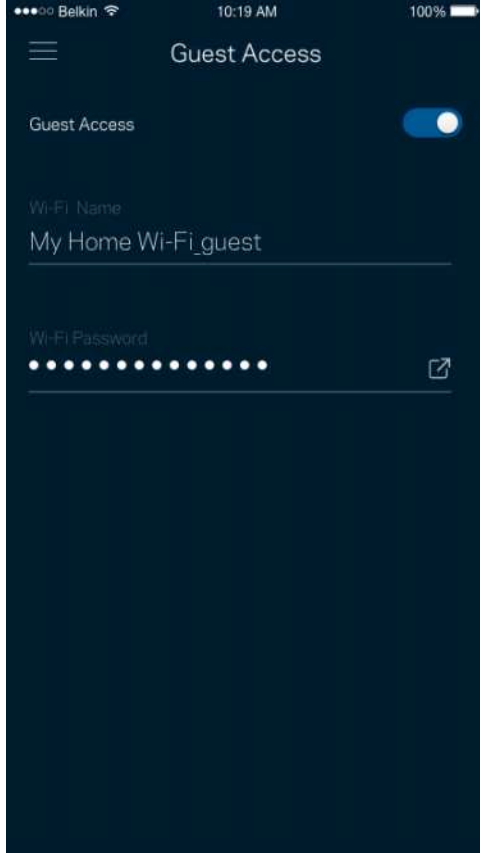 Belkin 10:19 AM 100%
Guest Access
Guest Access
Wi-Fi Name
My Home Wi-Fi_guest
Wi-Fi Password
●●●●●●●●●●●●●●